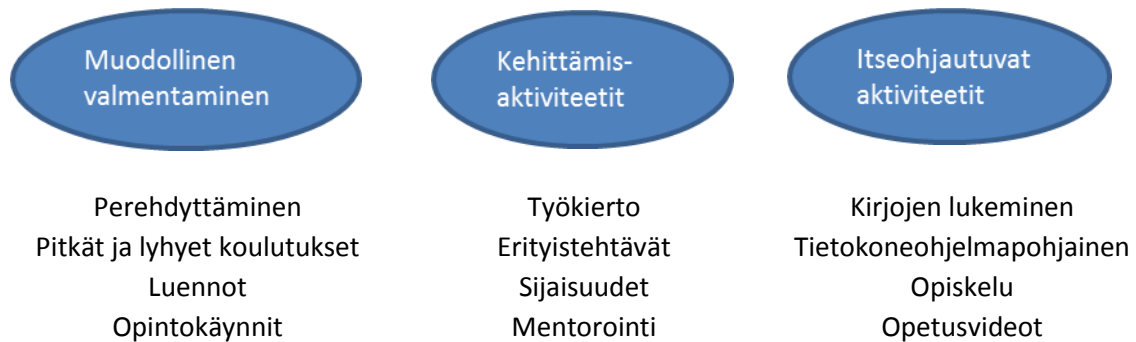 Muodollinen
valmentaminen
Kehittämis-
aktiviteetit
Itseohjautuvat
aktiviteetit
Perehdyttäminen
Pitkät ja lyhyet koulutukset
Luennot
Opintokäynnit
Työkierto
Erityistehtävät
Sijaisuudet
Mentorointi
Kirjojen lukeminen
Tietokoneohjelmapohjainen
Opiskelu
Opetusvideot